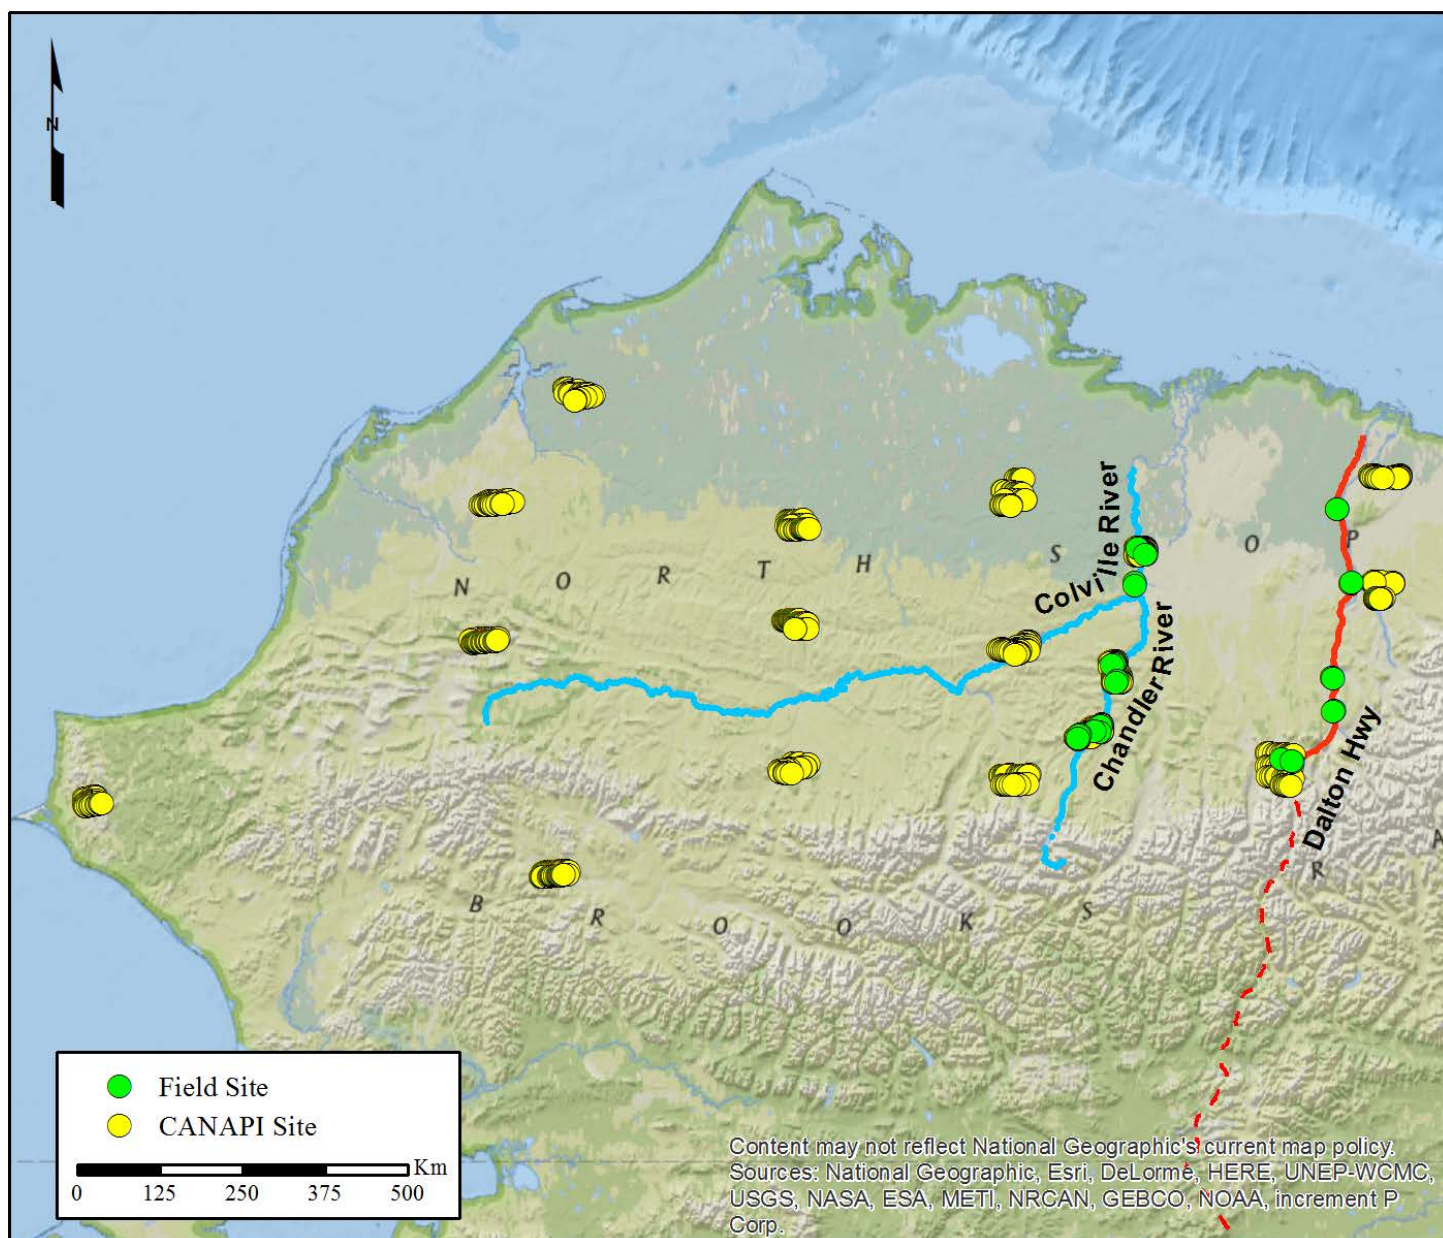 N
N O R T H S O P
Colville River
Chandler River
Dalton Hwy
B R O O K S R A
Field Site
CANAPI Site
Km
0 125 250 375 500
Content may not reflect National Geographic's current map policy.
Sources: National Geographic, Esri, DeLorme, HERE, UNEP-WCMC,
USGS, NASA, ESA, METI, NRCAN, GEBCO, NOAA, increment P
Corp.